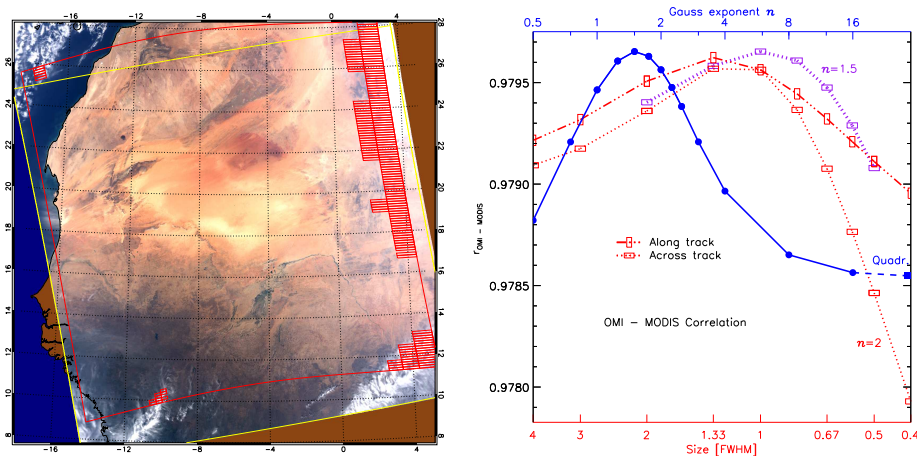 −16 −12 −8 −4 0 4
28
26
24
22
20
18
16
14
12
10
8
26
24
22
20
18
16
14
12
10
8
−16 −12 −8 −4 0 4
Gauss exponent n
0.5 1 2 4 8 16
0.9795
0.9790
0.9785
0.9780
rOMI − MODIS
n=1.5
Along track
Across track
Quadr.
OMI − MODIS Correlation
n=2
4 3 2 1.33 1 0.67 0.5 0.4
Size [FWHM]